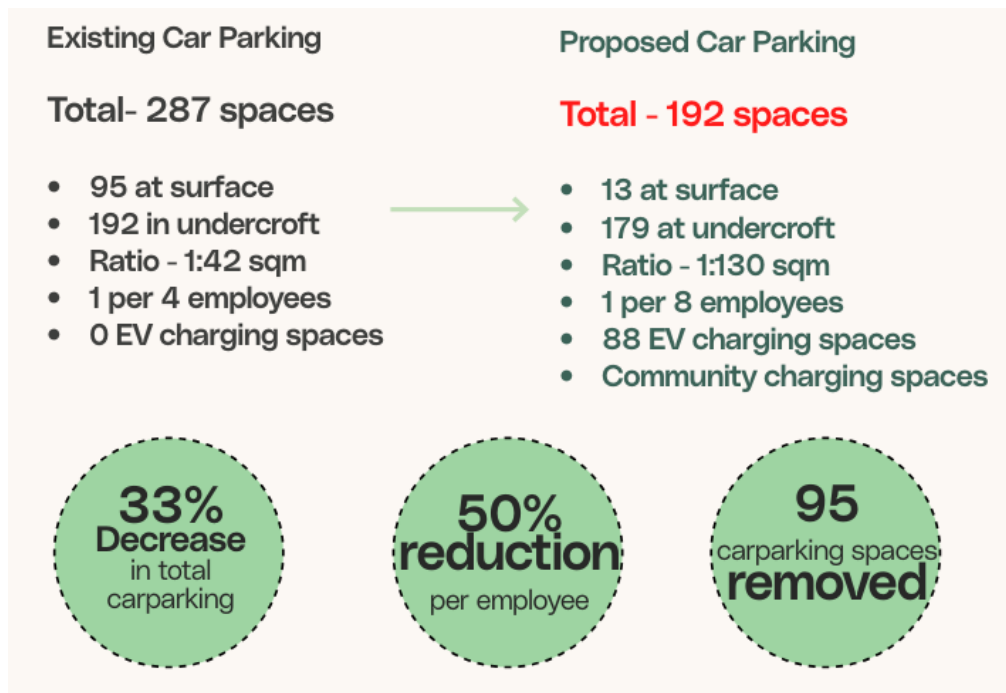 Existing Car Parking
Total- 287 spaces
• 95 at surface
• 192 in undercroft
• Ratio - 1:42 sqm
• 1 per 4 employees
• 0 EV charging spaces
Proposed Car Parking
Total - 192 spaces
• 13 at surface
• 179 at undercroft
• Ratio - 1:130 sqm
• 1 per 8 employees
• 88 EV charging spaces
• Community charging spaces
33%
Decrease
in total
carparking
50%
reduction
per employee
95
carparking spaces
removed